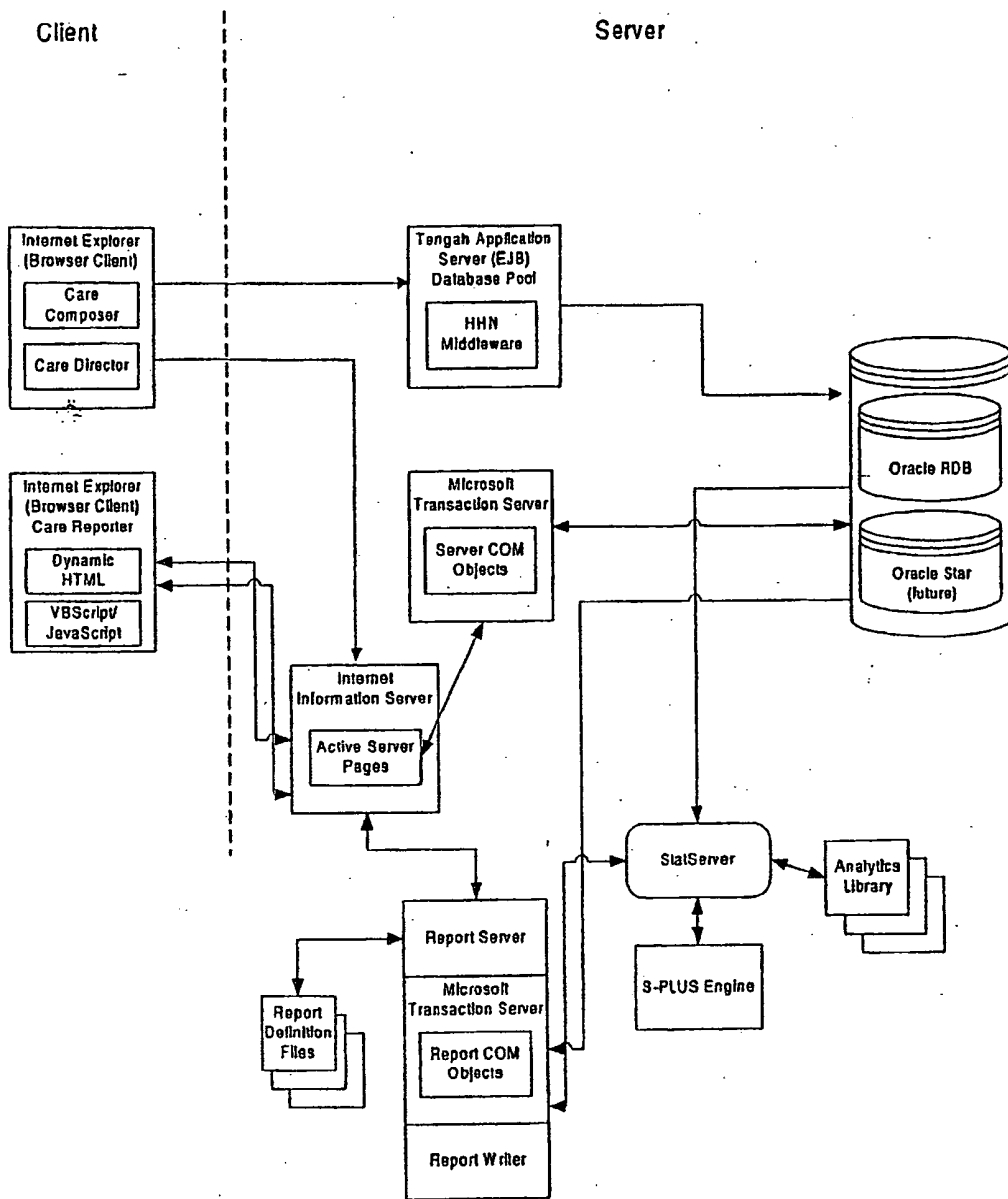 Client
Server
Internet Explorer
(Browser Client)
Care
Composer
Care Director
Tengah Application
Server (EJB)
Database Pool
HHN
Middleware
Oracle RDB
Oracle Star
(future)
Internet Explorer
(Browser Client)
Care Reporter
Dynamic
HTML
VBScript/
JavaScript
Microsoft
Transaction Server
Server COM
Objects
Internet
Information Server
Active Server
Pages
StatServer
Analytics
Library
S-PLUS Engine
Report Server
Microsoft
Transaction Server
Report COM
Objects
Report Writer
Report
Definition
Files